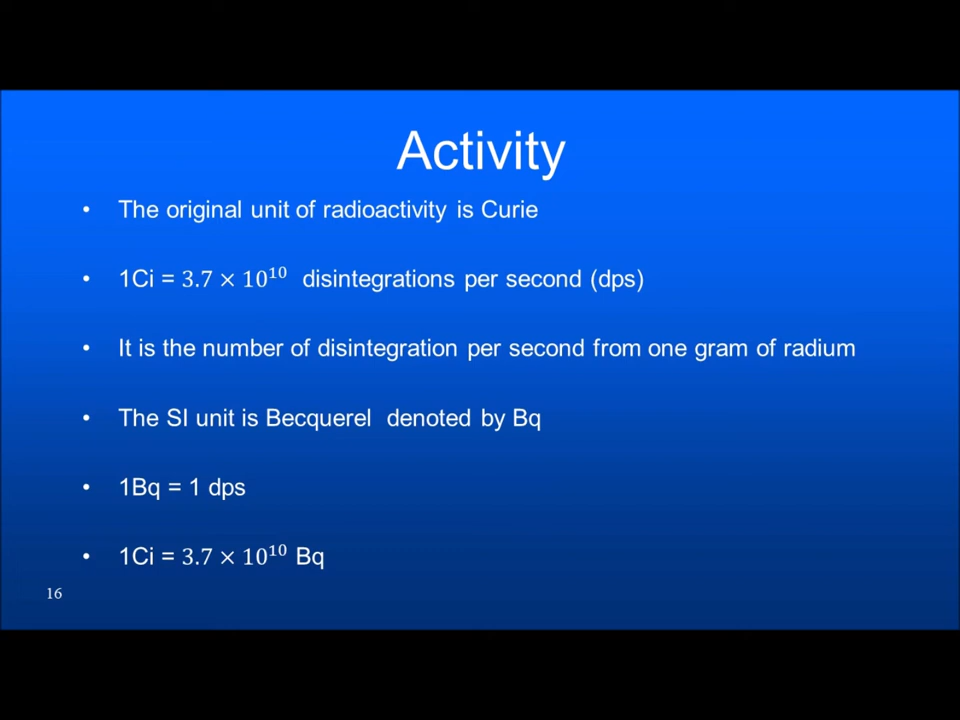 Activity
• The original unit of radioactivity is Curie
• 1Ci = 3.7 × 10¹⁰ disintegrations per second (dps)
• It is the number of disintegration per second from one gram of radium
• The SI unit is Becquerel denoted by Bq
• 1Bq = 1 dps
• 1Ci = 3.7 × 10¹⁰ Bq
16